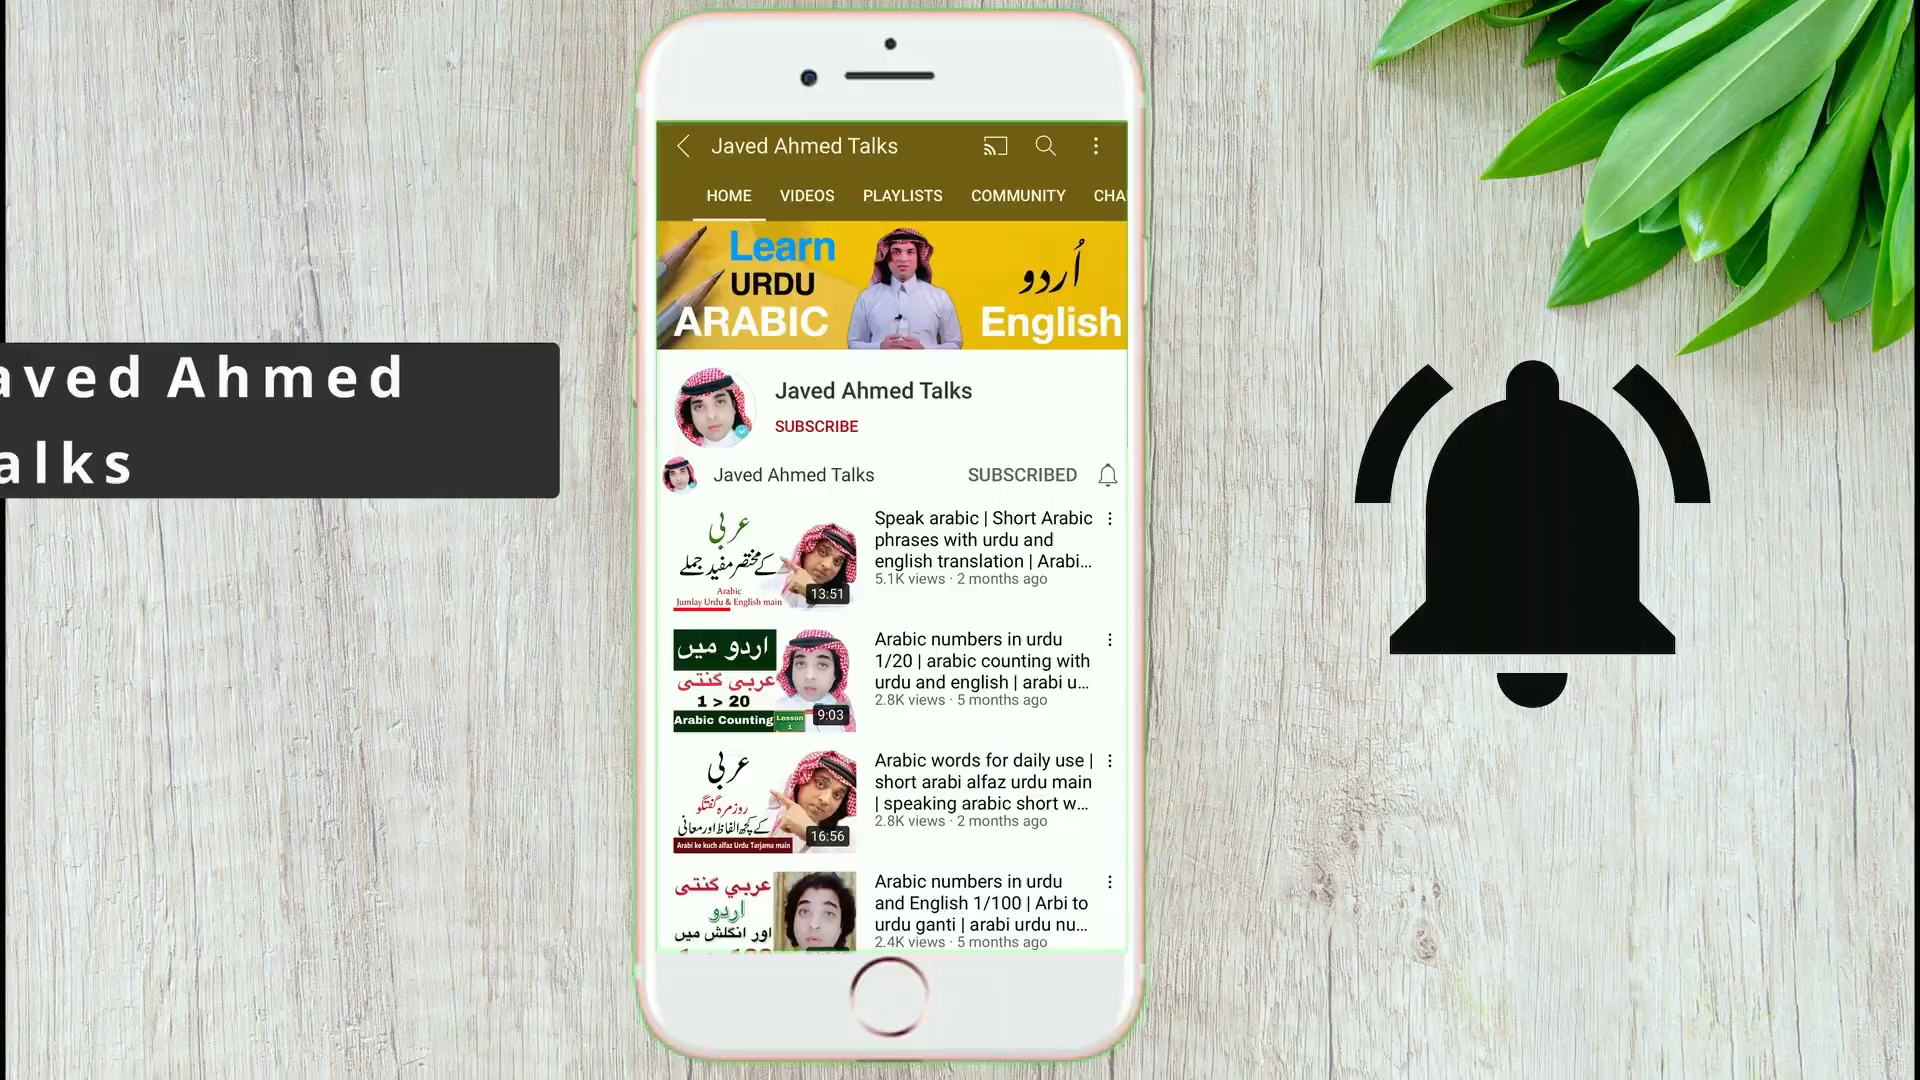 aved Ahmed
alks
Javed Ahmed Talks
HOME VIDEOS PLAYLISTS COMMUNITY CHA
Learn
URDU
ARABIC
اُردو
English
Javed Ahmed Talks
SUBSCRIBE
Javed Ahmed Talks SUBSCRIBED
عربی
کے مختصر مفید جملے
Arabic
Jumlay Urdu & English main
13:51
Speak arabic | Short Arabic
phrases with urdu and
english translation | Arabi...
5.1K views · 2 months ago
اردو میں
عربی گنتی
1 > 20
Arabic Counting Lesson
1
9:03
Arabic numbers in urdu
1/20 | arabic counting with
urdu and english | arabi u...
2.8K views · 5 months ago
عربی
روزمرہ گفتگو
کے کچھ الفاظ اور معانی
Arabi ke kuch alfaz Urdu Tarjama main
16:56
Arabic words for daily use |
short arabi alfaz urdu main
| speaking arabic short w...
2.8K views · 2 months ago
عربي گنتی
اردو
اور انگلش میں
Arabic numbers in urdu
and English 1/100 | Arbi to
urdu ganti | arabi urdu nu...
2.4K views · 5 months ago